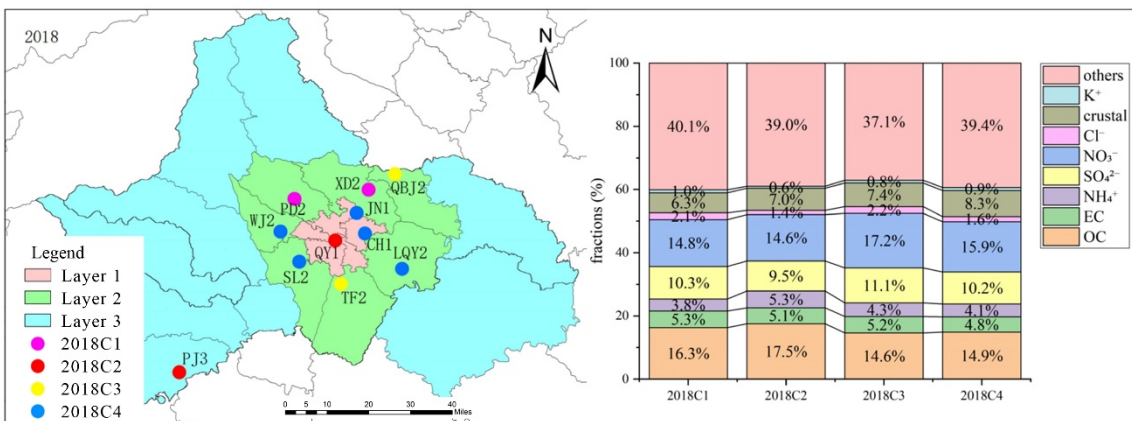 2018
N
XD2
QBJ2
PD2
JN1
WJ2
CH1
QY1
LQY2
SL2
TF2
PJ3
Legend
Layer 1
Layer 2
Layer 3
2018C1
2018C2
2018C3
2018C4
0 5 10 20 30 40
Miles
fractions (%)
100
80
60
40
20
0
40.1% 39.0% 37.1% 39.4%
1.0% 0.6% 0.8% 0.9%
6.3% 7.0% 7.4% 8.3%
2.1% 1.4% 2.2% 1.6%
14.8% 14.6% 17.2% 15.9%
10.3% 9.5% 11.1% 10.2%
3.8% 5.3% 4.3% 4.1%
5.3% 5.1% 5.2% 4.8%
16.3% 17.5% 14.6% 14.9%
2018C1 2018C2 2018C3 2018C4
others
K⁺
crustal
Cl⁻
NO₃⁻
SO₄²⁻
NH₄⁺
EC
OC